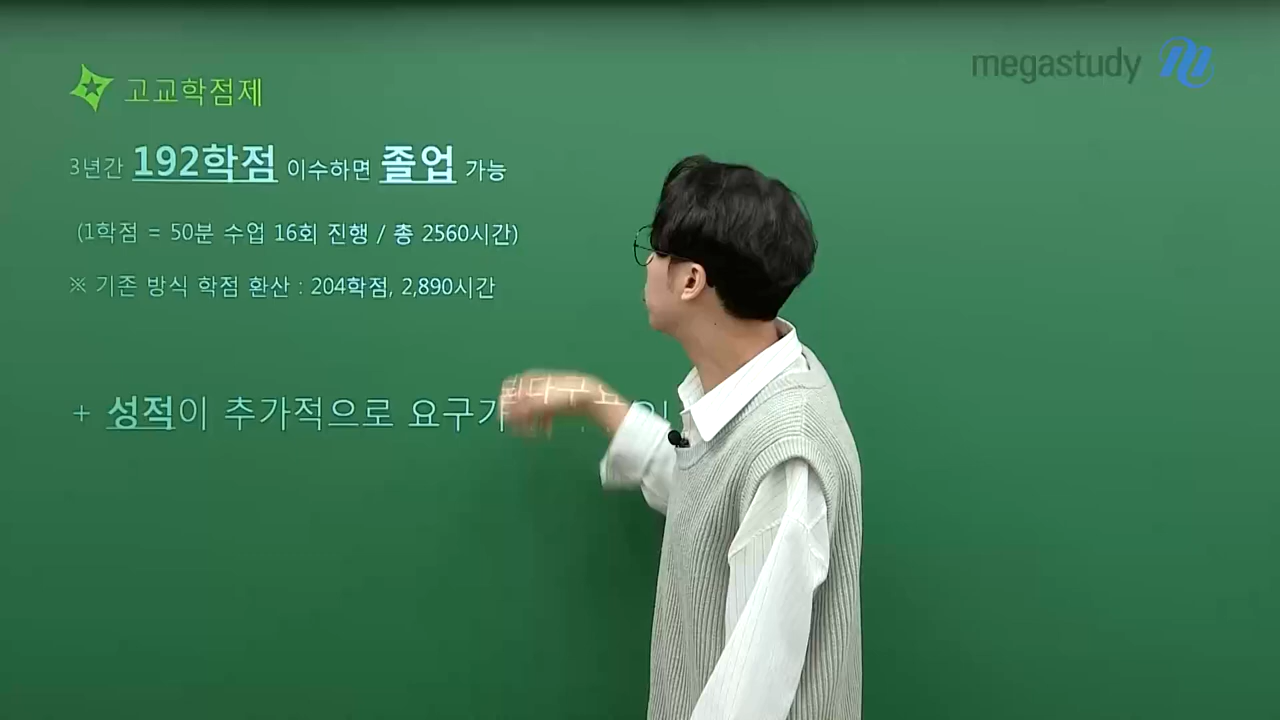 megastudy
고교학점제
3년간 192학점 이수하면 졸업 가능
(1학점 = 50분 수업 16회 진행 / 총 2560시간)
※ 기존 방식 학점 환산 : 204학점, 2,890시간
+ 성적이 추가적으로 요구가